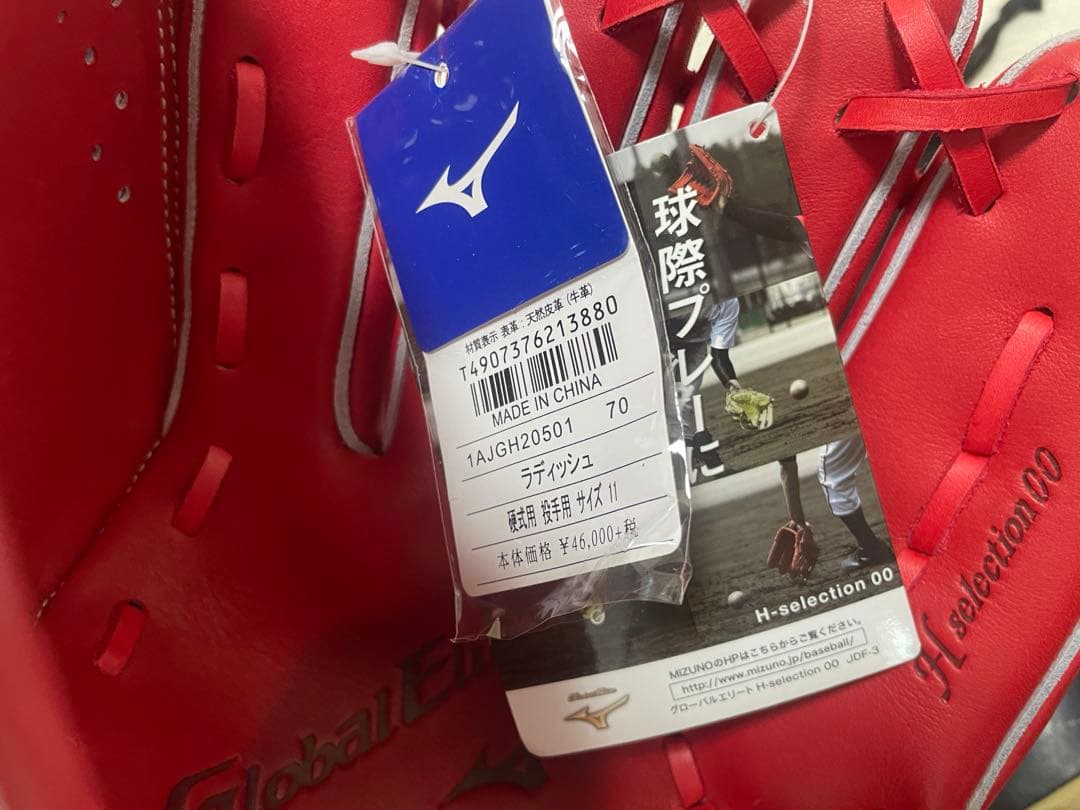 材質表示 表革:天然皮革(牛革)
T4907376213880
MADE IN CHINA
1AJGH20501 70
ラディッシュ
硬式用 投手用 サイズ 11
本体価格 ¥46,000+税
球際プレーに
H-selection 00
MIZUNOのHPはこちらからご覧ください。
http://www.mizuno.jp/baseball/
グローバルエリート H-selection 00 JDF-3
H selection 00
Global Eli